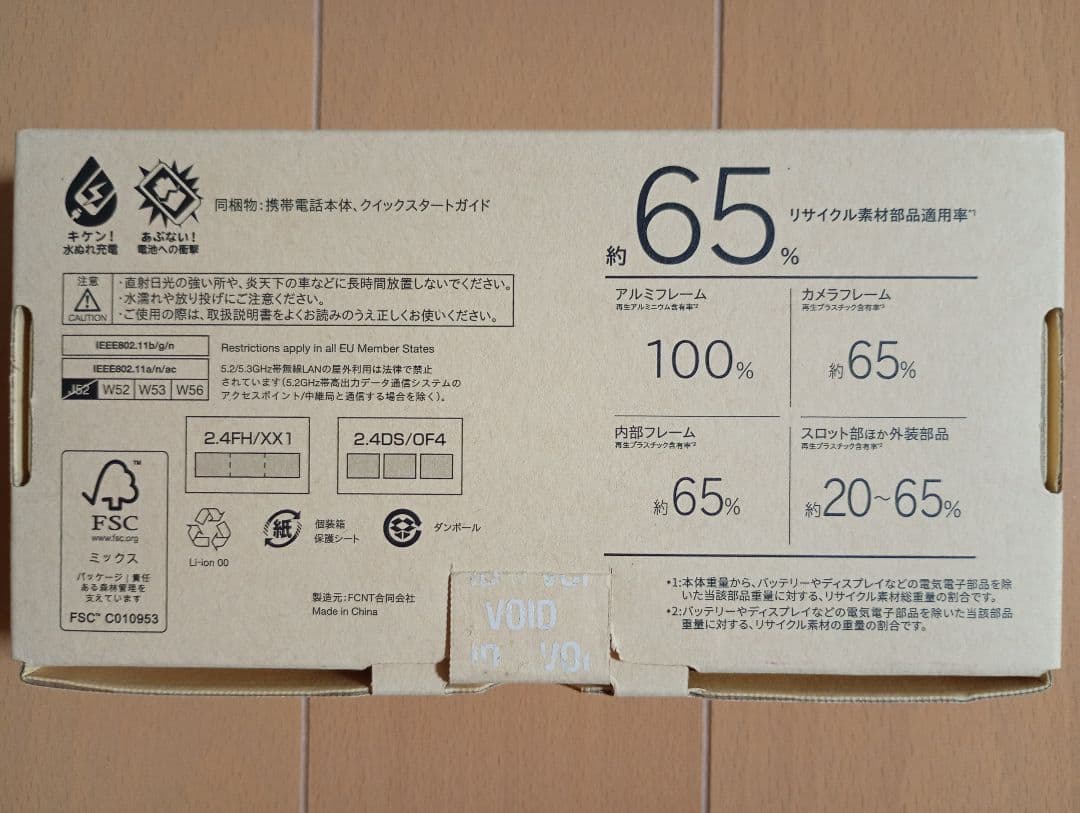 キケン！
水ぬれ充電
あぶない！
電池への衝撃
同梱物：携帯電話本体、クイックスタートガイド
注意
CAUTION
・直射日光の強い所や、炎天下の車などに長時間放置しないでください。
・水濡れや放り投げにご注意ください。
・ご使用の際は、取扱説明書をよくお読みのうえ正しくお使いください。
IEEE802.11b/g/n
IEEE802.11a/n/ac
J52 W52 W53 W56
Restrictions apply in all EU Member States
5.2/5.3GHz帯無線LANの屋外利用は法律で禁止
されています（5.2GHz帯高出力データ通信システムの
アクセスポイント/中継局と通信する場合を除く）。
2.4FH/XX1
2.4DS/OF4
FSC
www.fsc.org
ミックス
パッケージ｜責任
ある森林管理を
支えています
FSC™ C010953
Li-ion 00
紙
個装箱
保護シート
ダンボール
製造元：FCNT合同会社
Made in China
VOID
約65% リサイクル素材部品適用率*1
アルミフレーム
再生アルミニウム含有率*2
100%
カメラフレーム
再生プラスチック含有率*2
約65%
内部フレーム
再生プラスチック含有率*2
約65%
スロット部ほか外装部品
再生プラスチック含有率*2
約20～65%
*1：本体重量から、バッテリーやディスプレイなどの電気電子部品を除
いた当該部品重量に対する、リサイクル素材総重量の割合です。
*2：バッテリーやディスプレイなどの電気電子部品を除いた当該部品
重量に対する、リサイクル素材の重量の割合です。